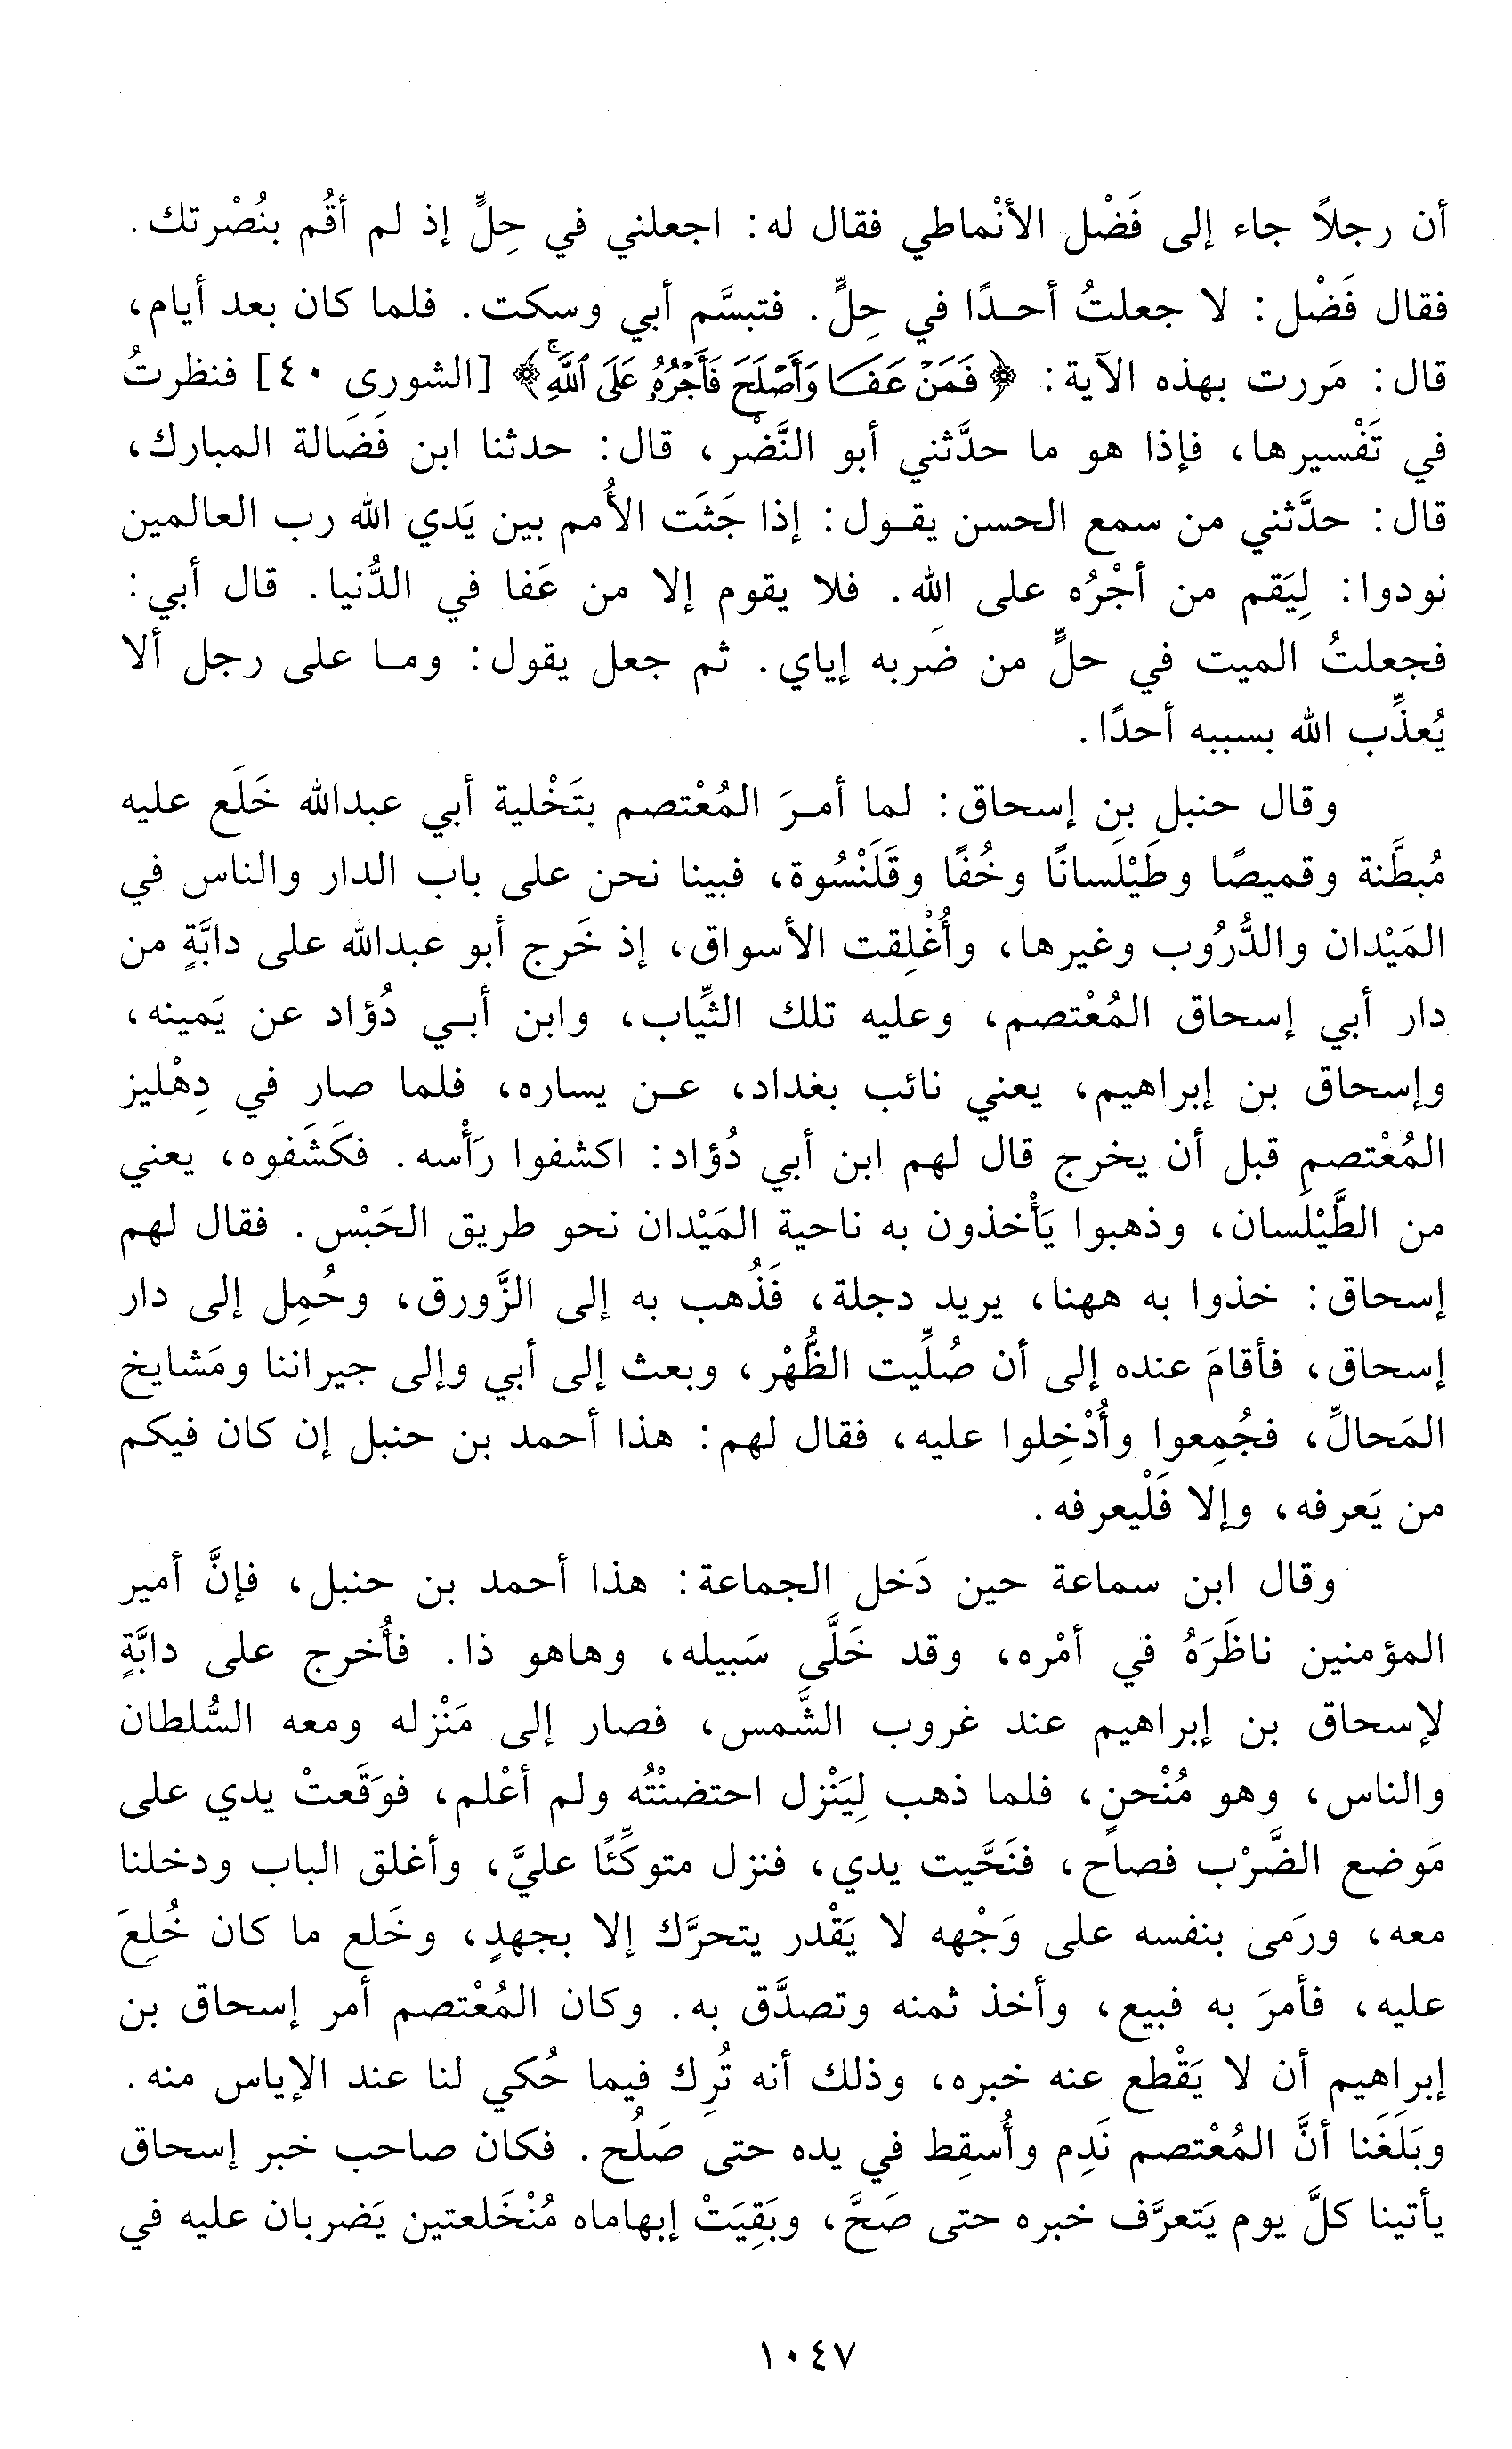 أن رجلاً جاء إلى فَضْل الأنْماطي فقال له: اجعلني في حِلٍّ إذ لم أقُم بنُصْرتك.
فقال فَضْل: لا جعلتُ أحدًا في حِلٍّ. فتبسَّم أبي وسكت. فلما كان بعد أيام،
قال: مَررت بهذه الآية: ﴿فَمَنْ عَفَا وَأَصْلَحَ فَأَجْرُهُ عَلَى ٱللَّهِ﴾ [الشورى ٤٠] فنظرتُ
في تَفْسيرها، فإذا هو ما حدَّثني أبو النَّضْر، قال: حدثنا ابن فَضَالة المبارك،
قال: حدَّثني من سمع الحسن يقول: إذا جَثَت الأُمم بين يَدي الله رب العالمين
نودوا: لِيَقم من أجْرُه على الله. فلا يقوم إلا من عَفا في الدُّنيا. قال أبي:
فجعلتُ الميت في حلٍّ من ضَربه إياي. ثم جعل يقول: وما على رجل ألا
يُعذِّب الله بسببه أحدًا.
وقال حنبل بن إسحاق: لما أمرَ المُعْتصم بتَخْلية أبي عبدالله خَلَع عليه
مُبطَّنة وقميصًا وطَيْلَسانًا وخُفًا وقَلَنْسُوة، فبينا نحن على باب الدار والناس في
المَيْدان والدُّرُوب وغيرها، وأُغْلِقت الأسواق، إذ خَرج أبو عبدالله على دابَّةٍ من
دار أبي إسحاق المُعْتصم، وعليه تلك الثِّياب، وابن أبي دُؤاد عن يَمينه،
وإسحاق بن إبراهيم، يعني نائب بغداد، عن يساره، فلما صار في دِهْليز
المُعْتصم قبل أن يخرج قال لهم ابن أبي دُؤاد: اكشفوا رَأْسه. فكَشَفوه، يعني
من الطَّيْلَسان، وذهبوا يَأْخذون به ناحية المَيْدان نحو طريق الحَبْس. فقال لهم
إسحاق: خذوا به ههنا، يريد دجلة، فَذُهب به إلى الزَّورق، وحُمِل إلى دار
إسحاق، فأقامَ عنده إلى أن صُلِّيت الظُّهْر، وبعث إلى أبي وإلى جيراننا ومَشايخ
المَحالِّ، فجُمِعوا وأُدْخِلوا عليه، فقال لهم: هذا أحمد بن حنبل إن كان فيكم
من يَعرفه، وإلا فَلْيعرفه.
وقال ابن سماعة حين دَخل الجماعة: هذا أحمد بن حنبل، فإنَّ أمير
المؤمنين ناظَرَهُ في أمْره، وقد خَلَّى سَبيله، وهاهو ذا. فأُخرج على دابَّةٍ
لإسحاق بن إبراهيم عند غروب الشَّمس، فصار إلى مَنْزله ومعه السُّلطان
والناس، وهو مُنْحنٍ، فلما ذهب لِيَنْزل احتضنْتُه ولم أعْلم، فوَقَعتْ يدي على
مَوضع الضَّرْب فصاح، فنَحَّيت يدي، فنزل متوكِّئًا عليَّ، وأغلق الباب ودخلنا
معه، ورَمى بنفسه على وَجْهه لا يَقْدر يتحرَّك إلا بجهدٍ، وخَلع ما كان خُلِعَ
عليه، فأمرَ به فبيع، وأخذ ثمنه وتصدَّق به. وكان المُعْتصم أمر إسحاق بن
إبراهيم أن لا يَقْطع عنه خبره، وذلك أنه تُرِك فيما حُكي لنا عند الإياس منه.
وبَلَغَنا أنَّ المُعْتصم نَدِم وأُسقِط في يده حتى صَلُح. فكان صاحب خبر إسحاق
يأتينا كلَّ يوم يَتعرَّف خبره حتى صَحَّ، وبَقِيَتْ إبهاماه مُنْخَلعتين يَضربان عليه في
١٠٤٧